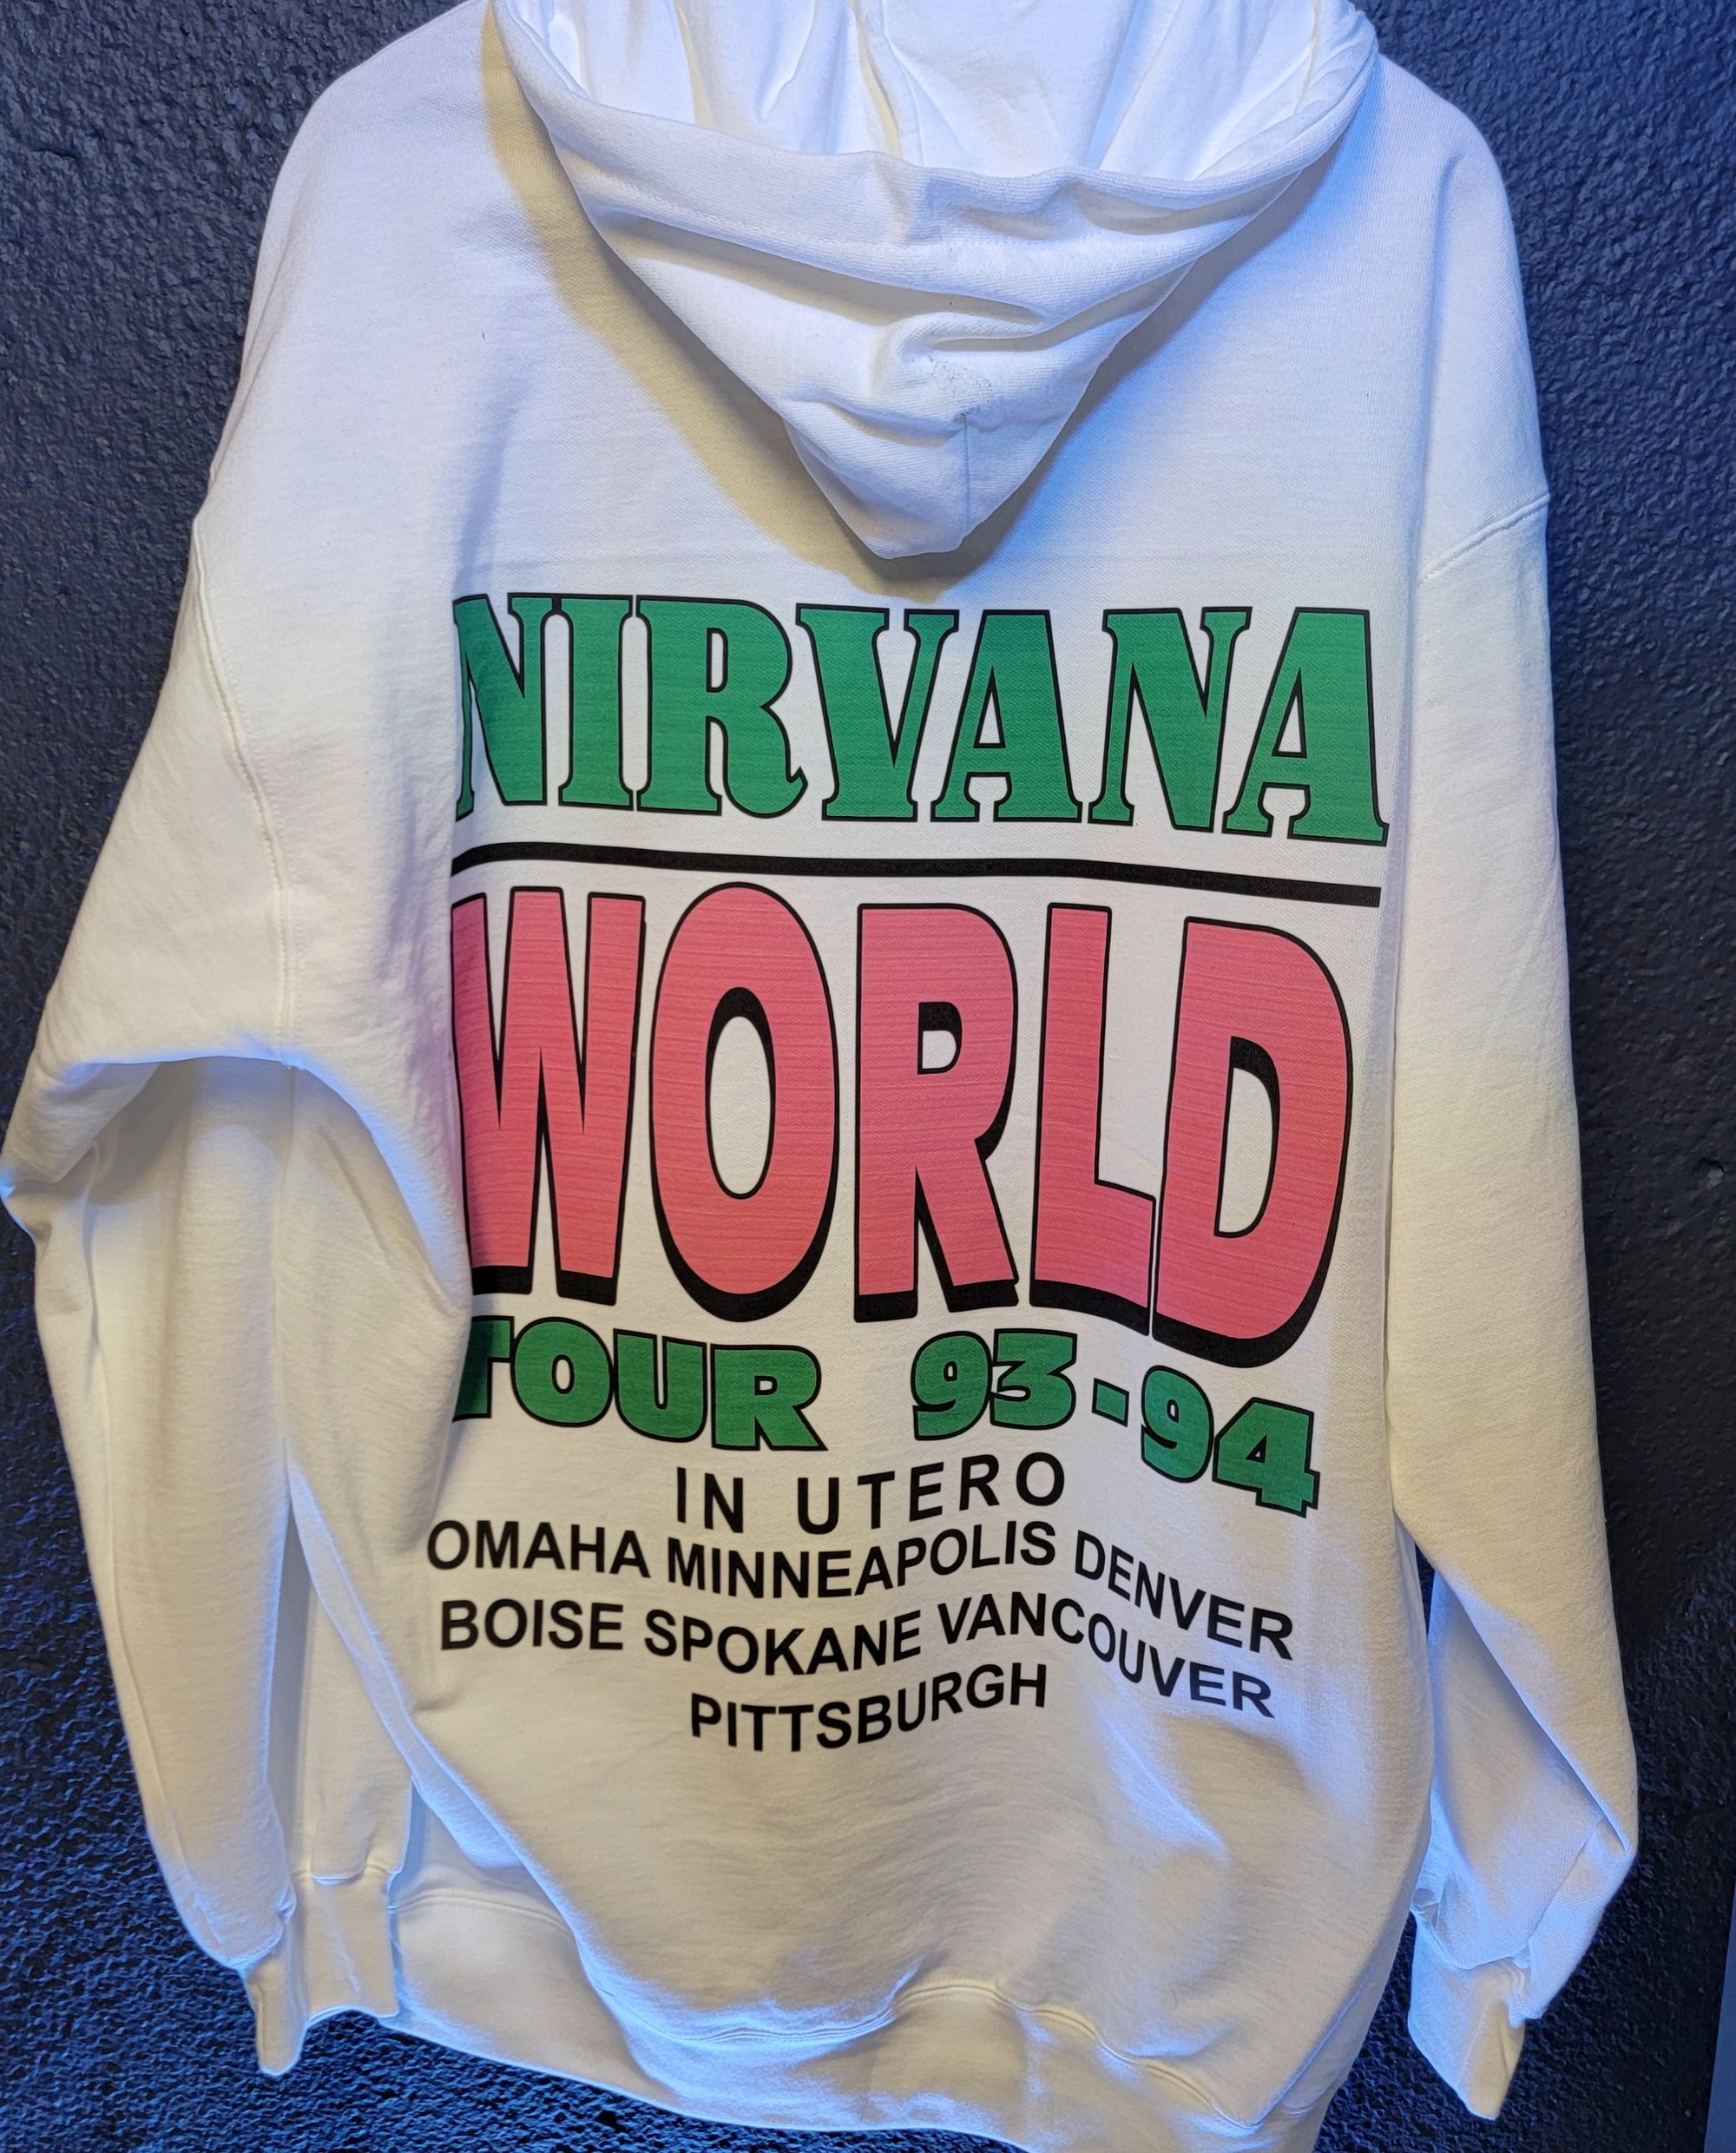 NIRVANA
WORLD
TOUR 93-94
IN UTERO
OMAHA MINNEAPOLIS DENVER
BOISE SPOKANE VANCOUVER
PITTSBURGH